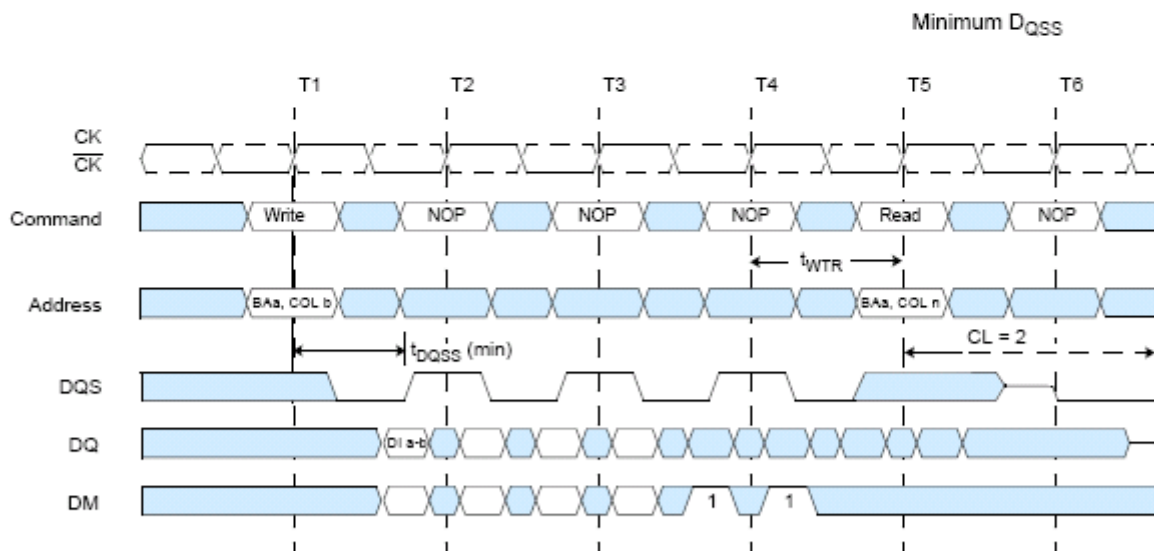 Minimum DQSS
T1 T2 T3 T4 T5 T6
CK
CK
Command Write NOP NOP NOP Read NOP
tWTR
Address BAa, COL b BAa, COL n
tDQSS (min) CL = 2
DQS
DQ DI a-b
DM 1 1